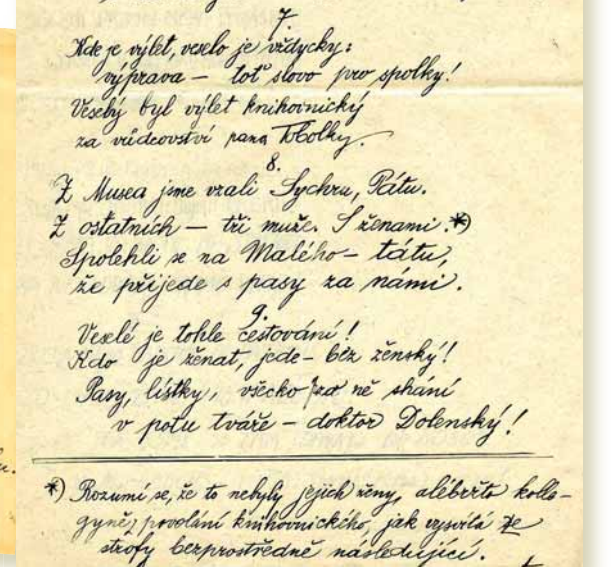 7.
Kde je výlet, veselo je vždycky:
výprava – toť slovo pro spolky!
Veselý byl výlet knihovnický
za vůdcovství pana Tobolky.
8.
Z Musea jsme vzali Sychru, Pátu.
Z ostatních – tři muže. S ženami.*)
Spolehli se na Malého – tátu,
že přijede s pasy za námi.
9.
Veselé je tohle cestování!
Kdo je ženat, jede – bez ženský!
Pasy, lístky, všecko za ně shání
v potu tváře – doktor Dolenský!
*) Rozumí se, že to nebyly jejich ženy, alébržto kolle-
gyně povolání knihovnického, jak vysvítá ze
strofy bezprostředně následující.